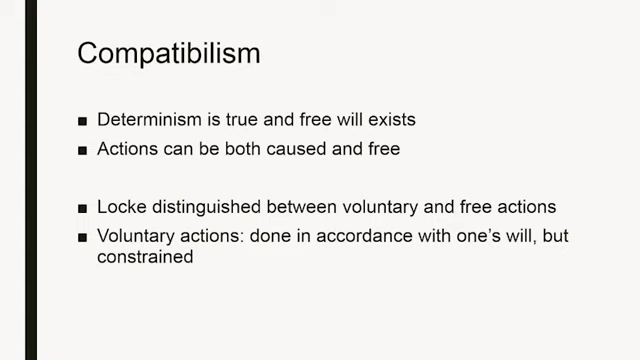 Compatibilism
■ Determinism is true and free will exists
■ Actions can be both caused and free
■ Locke distinguished between voluntary and free actions
■ Voluntary actions: done in accordance with one's will, but
constrained